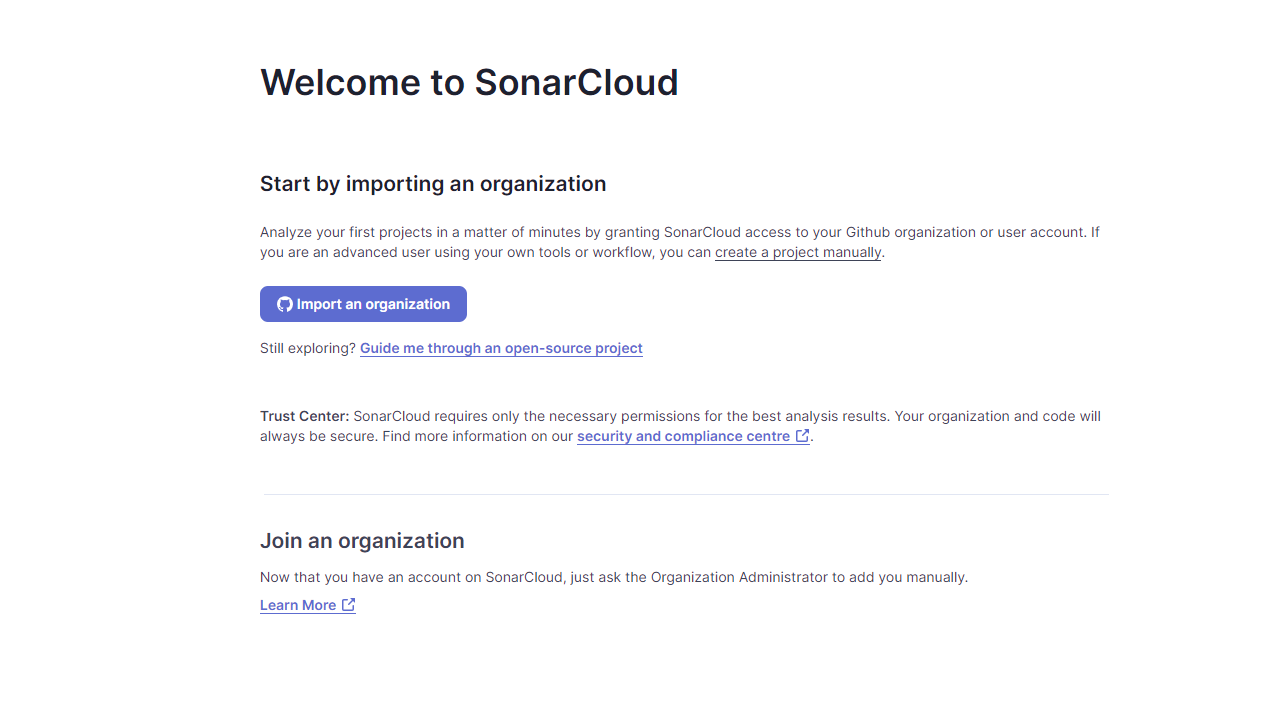 Welcome to SonarCloud
Start by importing an organization
Analyze your first projects in a matter of minutes by granting SonarCloud access to your Github organization or user account. If
you are an advanced user using your own tools or workflow, you can create a project manually.
Import an organization
Still exploring? Guide me through an open-source project
Trust Center: SonarCloud requires only the necessary permissions for the best analysis results. Your organization and code will
always be secure. Find more information on our security and compliance centre.
Join an organization
Now that you have an account on SonarCloud, just ask the Organization Administrator to add you manually.
Learn More